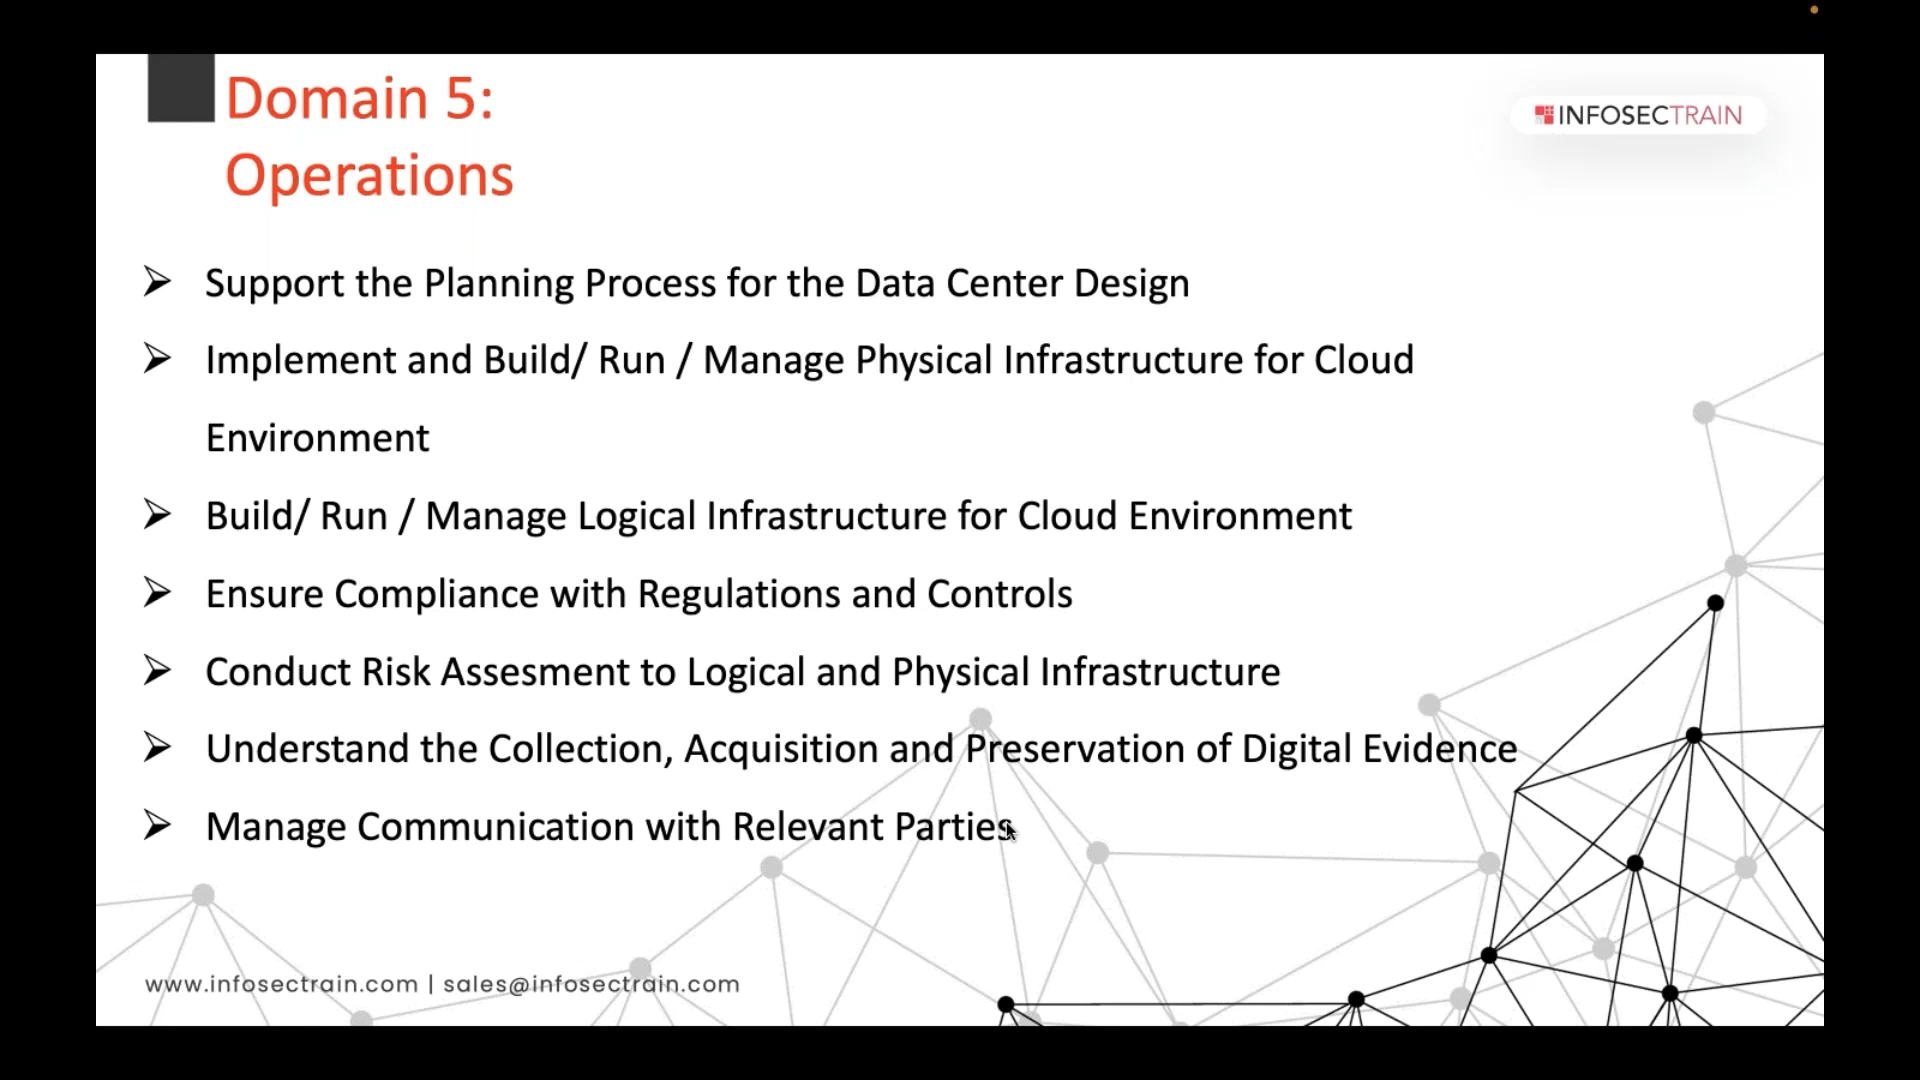 Domain 5:
Operations
INFOSECTRAIN
➢ Support the Planning Process for the Data Center Design
➢ Implement and Build/ Run / Manage Physical Infrastructure for Cloud
Environment
➢ Build/ Run / Manage Logical Infrastructure for Cloud Environment
➢ Ensure Compliance with Regulations and Controls
➢ Conduct Risk Assesment to Logical and Physical Infrastructure
➢ Understand the Collection, Acquisition and Preservation of Digital Evidence
➢ Manage Communication with Relevant Parties
www.infosectrain.com | sales@infosectrain.com